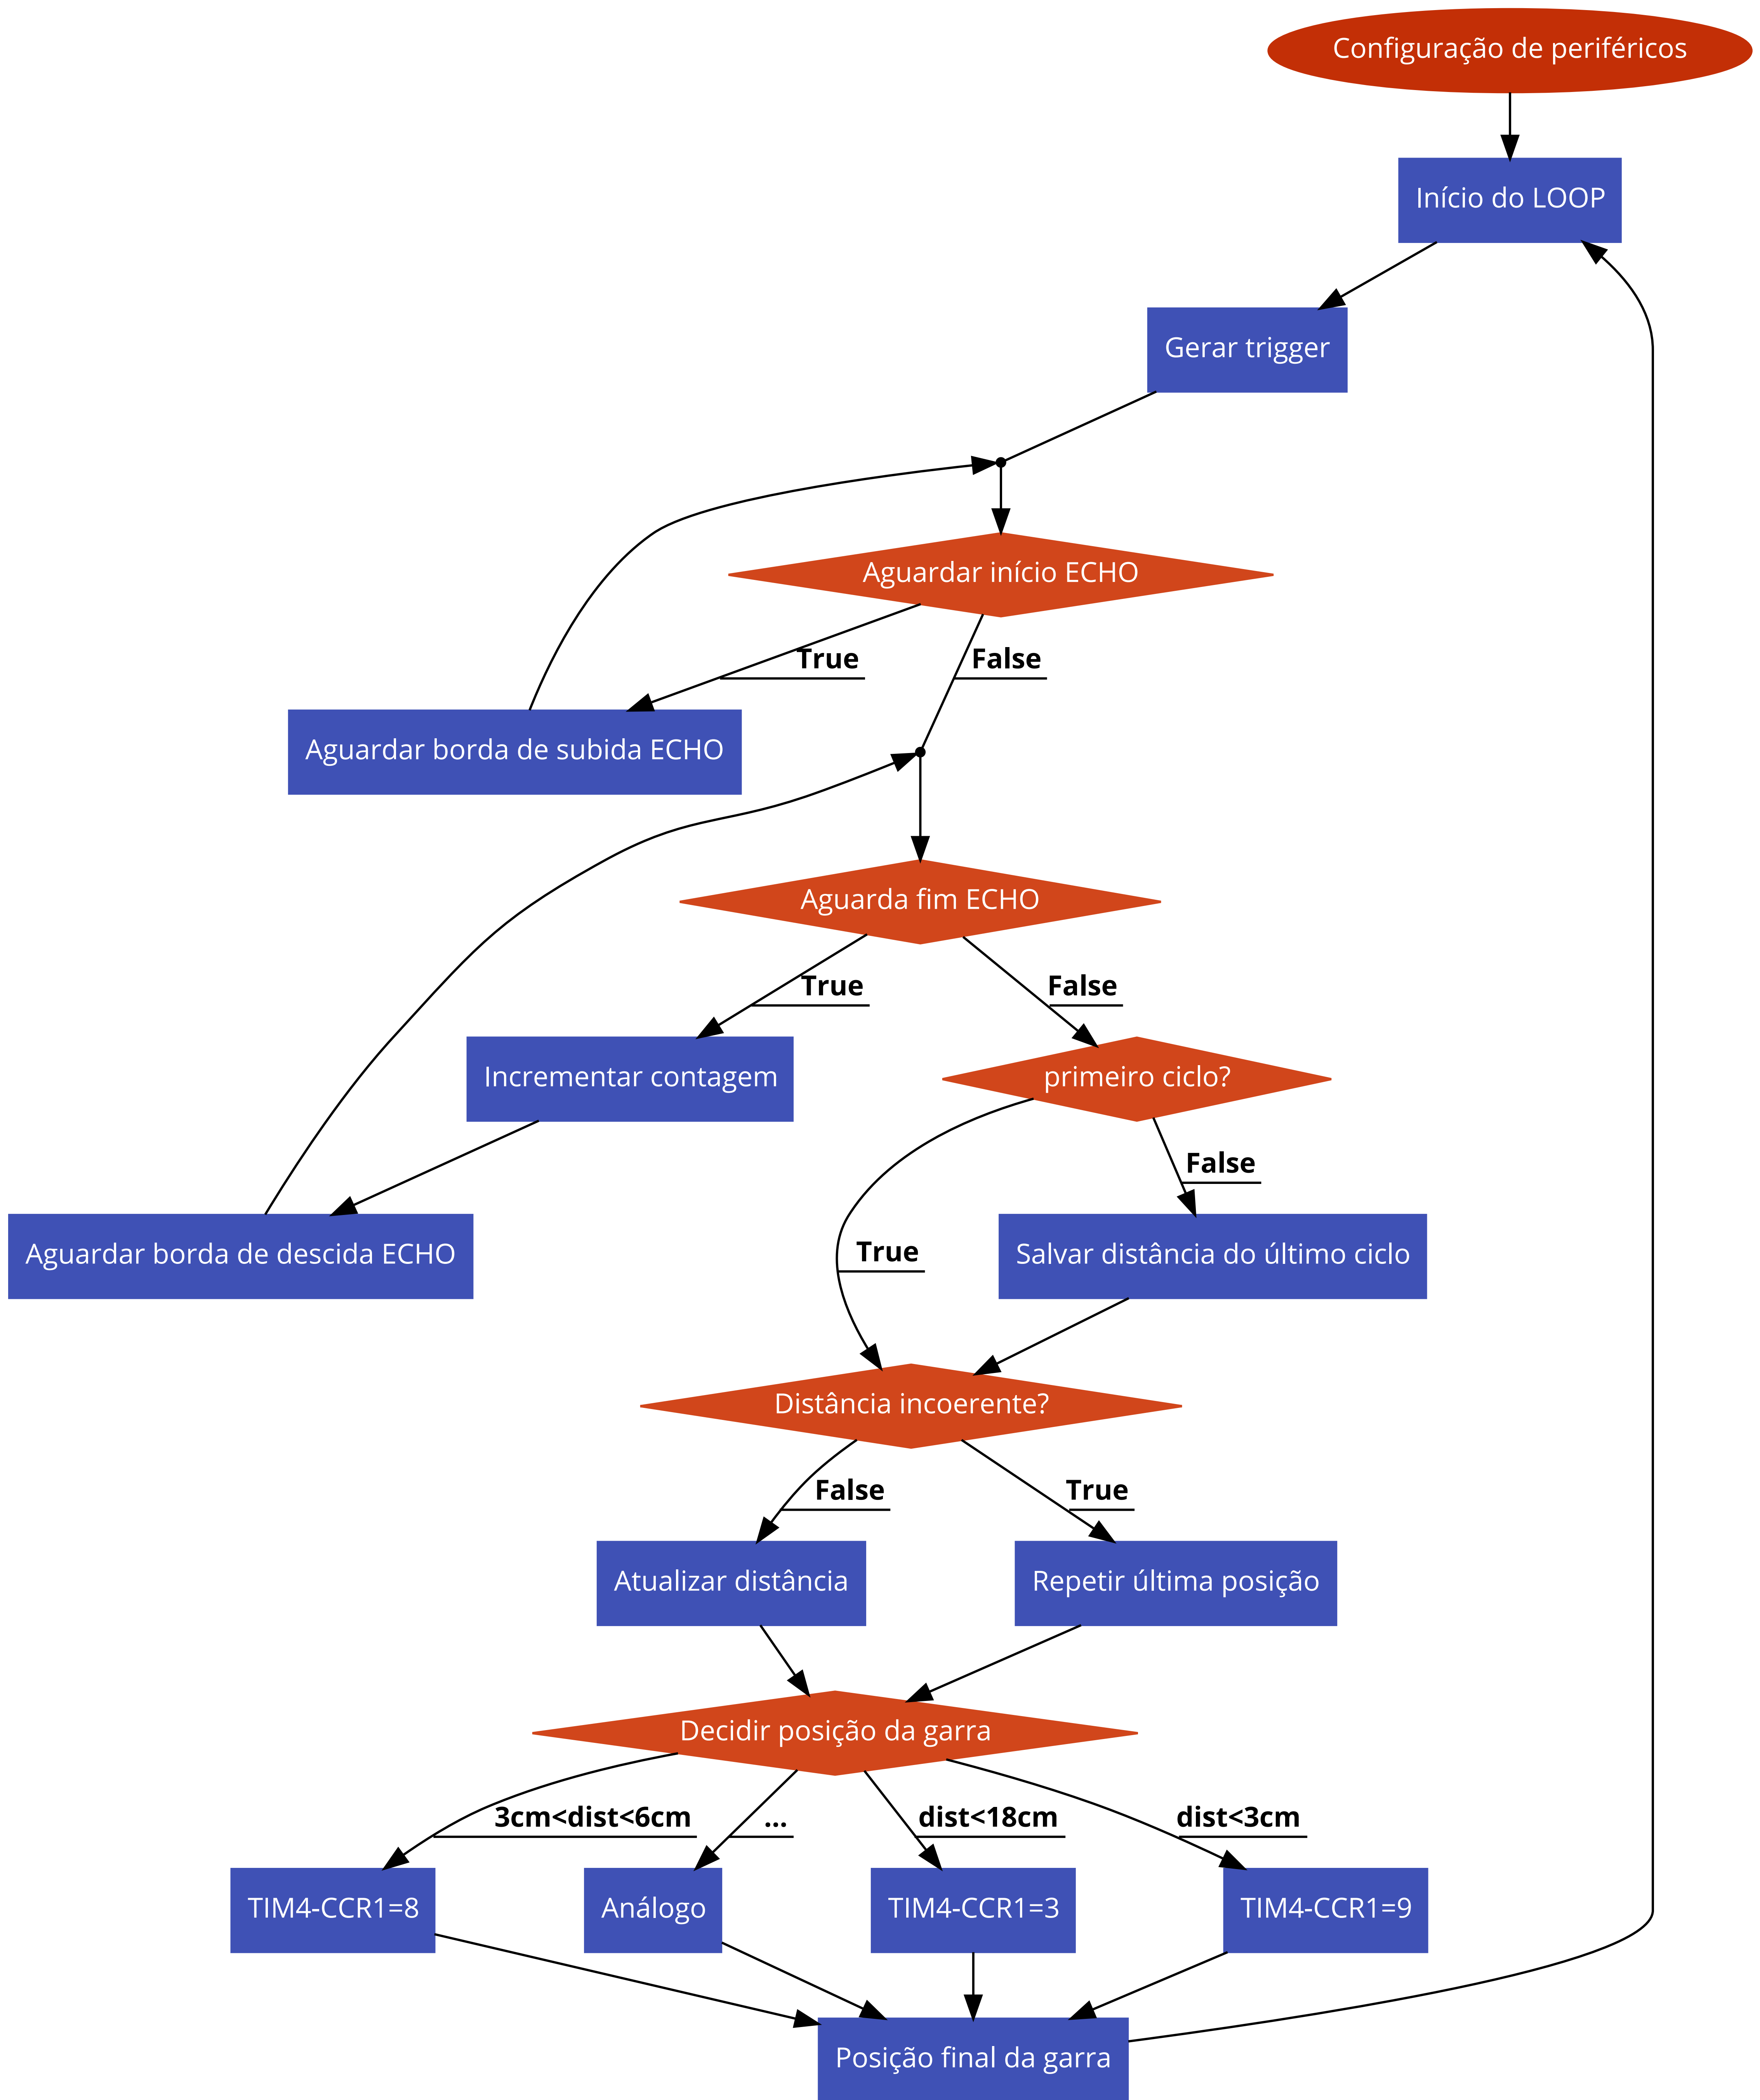 Configuração de periféricos
Início do LOOP
Gerar trigger
Aguardar início ECHO
True
False
Aguardar borda de subida ECHO
Aguarda fim ECHO
True
False
Incrementar contagem
primeiro ciclo?
False
True
Aguardar borda de descida ECHO
Salvar distância do último ciclo
Distância incoerente?
False
True
Atualizar distância
Repetir última posição
Decidir posição da garra
3cm<dist<6cm
...
dist<18cm
dist<3cm
TIM4-CCR1=8
Análogo
TIM4-CCR1=3
TIM4-CCR1=9
Posição final da garra